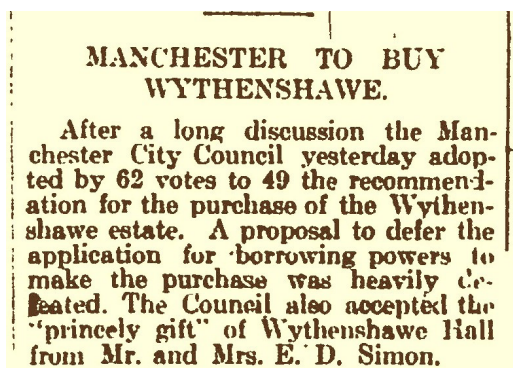 MANCHESTER TO BUY
WYTHENSHAWE.
After a long discussion the Man-
chester City Council yesterday adop-
ted by 62 votes to 49 the recommend-
ation for the purchase of the Wythen-
shawe estate. A proposal to defer the
application for borrowing powers to
make the purchase was heavily de-
feated. The Council also accepted the
"princely gift" of Wythenshawe Hall
from Mr. and Mrs. E. D. Simon.